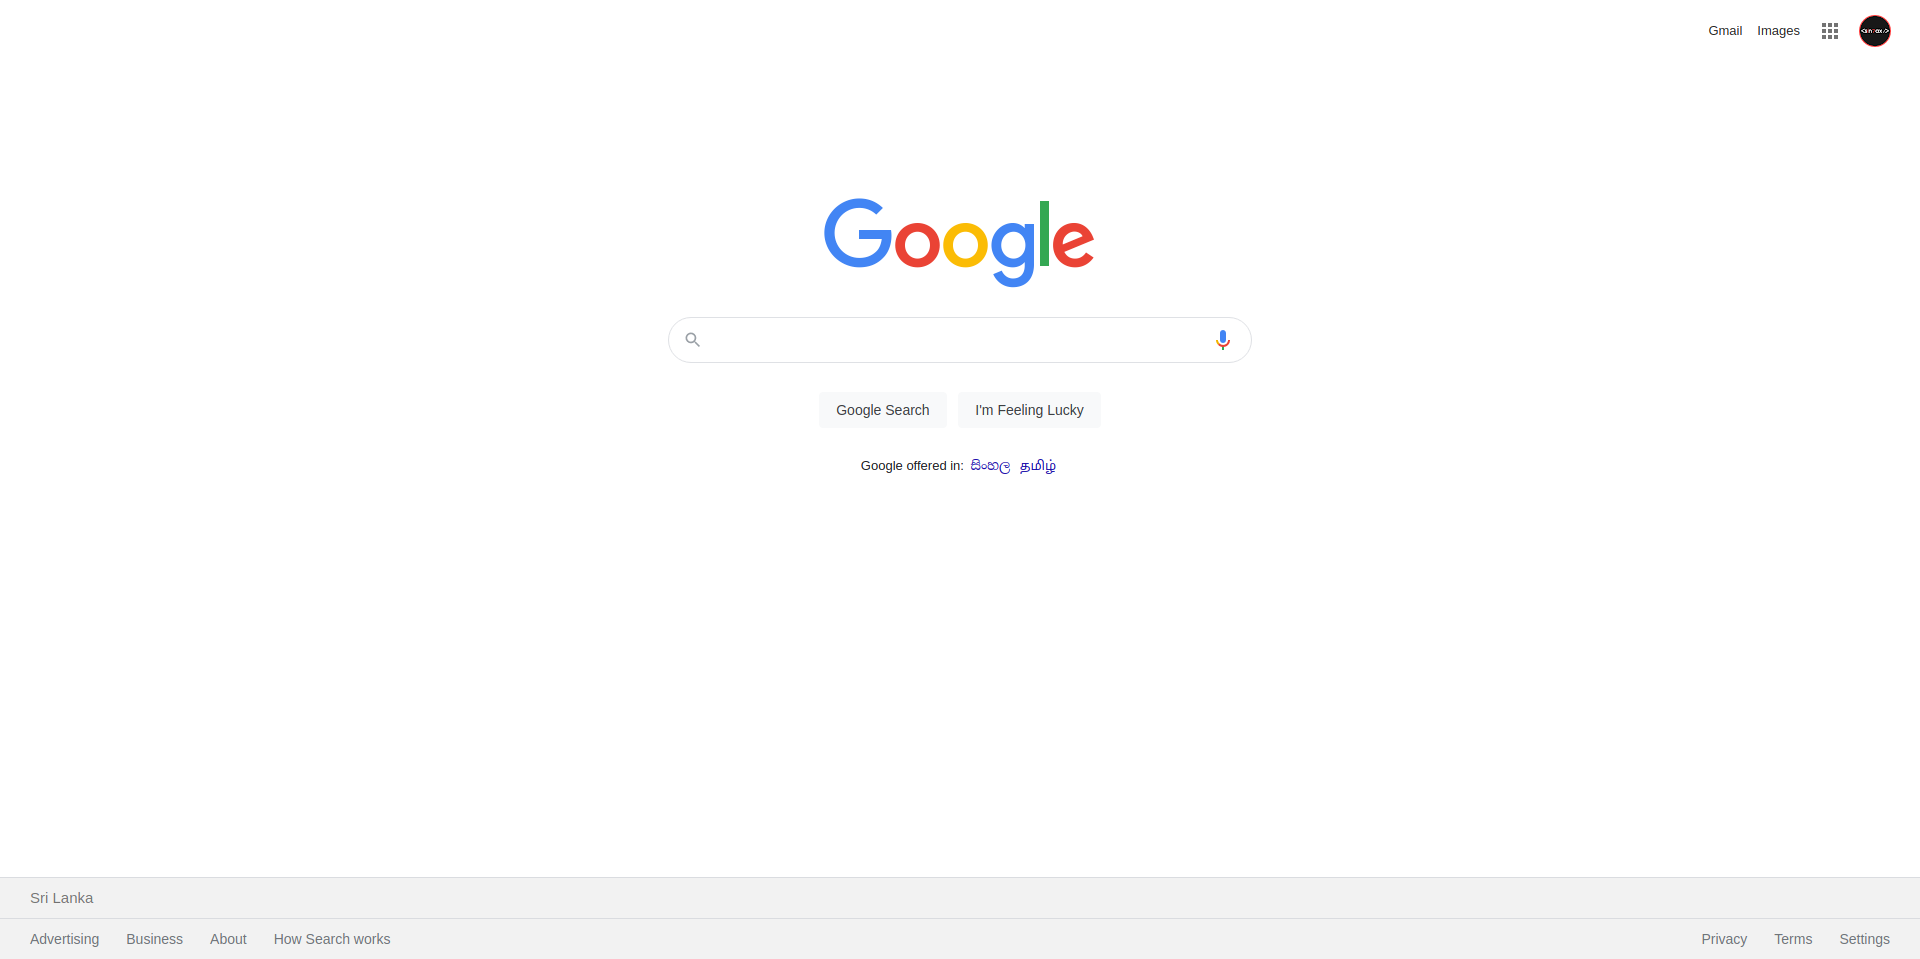 Gmail Images
Google
Google Search I'm Feeling Lucky
Google offered in: සිංහල தமிழ்
Sri Lanka
Advertising Business About How Search works Privacy Terms Settings